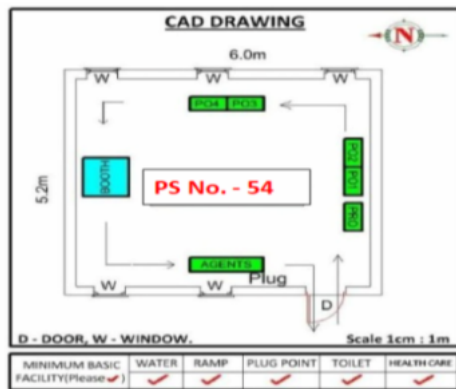 CAD DRAWING
N
6.0m
W W W
PO4 PO3
5.2m
BOOTH
PS No. - 54
PO2
PO1
PRO
AGENTS
Plug
W W
D
D - DOOR, W - WINDOW. Scale 1cm : 1m
MINIMUM BASIC FACILITY(Please ✓) WATER RAMP PLUG POINT TOILET HEALTH CARE
✓ ✓ ✓ ✓ ✓